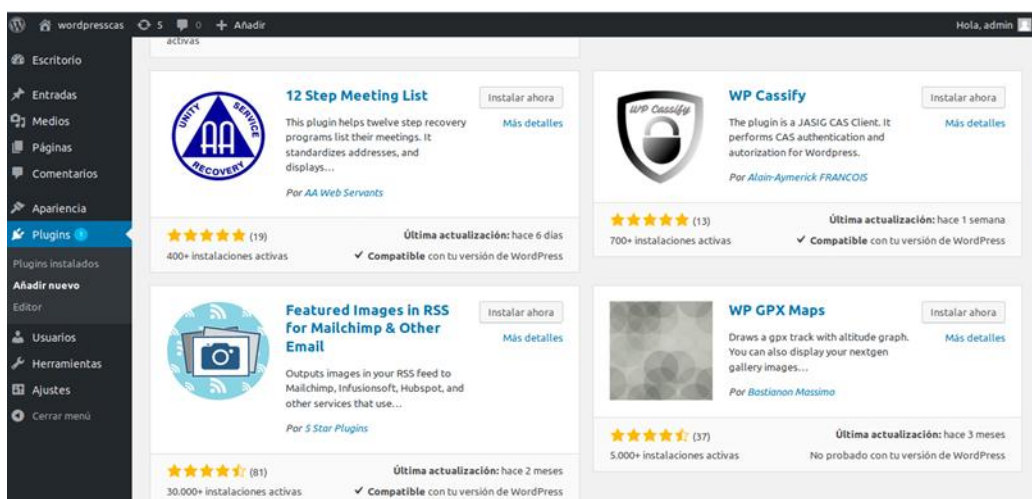 wordpresscas 5 0 + Añadir Hola, admin
Escritorio
Entradas
Medios
Páginas
Comentarios
Apariencia
Plugins 1
Plugins instalados
Añadir nuevo
Editor
Usuarios
Herramientas
Ajustes
Cerrar menú
activas
UNITY SERVICE
AA
RECOVERY
12 Step Meeting List
Instalar ahora
Más detalles
This plugin helps twelve step recovery
programs list their meetings. It
standardizes addresses, and
displays…
Por AA Web Servants
(19)
400+ instalaciones activas
Última actualización: hace 6 días
✓ Compatible con tu versión de WordPress
WP Cassify
WP Cassify
Instalar ahora
Más detalles
The plugin is a JASIG CAS Client. It
performs CAS authentication and
autorization for Wordpress.
Por Alain-Aymerick FRANCOIS
(13)
700+ instalaciones activas
Última actualización: hace 1 semana
✓ Compatible con tu versión de WordPress
Featured Images in RSS
for Mailchimp & Other
Email
Instalar ahora
Más detalles
Outputs images in your RSS feed to
Mailchimp, Infusionsoft, Hubspot, and
other services that use…
Por 5 Star Plugins
(81)
30.000+ instalaciones activas
Última actualización: hace 2 meses
✓ Compatible con tu versión de WordPress
WP GPX Maps
Instalar ahora
Más detalles
Draws a gpx track with altitude graph.
You can also display your nextgen
gallery images…
Por Bastianon Massimo
(37)
5.000+ instalaciones activas
Última actualización: hace 3 meses
No probado con tu versión de WordPress